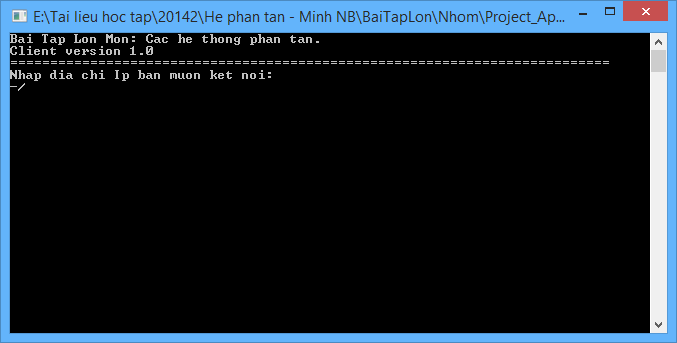 E:\Tai lieu hoc tap\20142\He phan tan - Minh NB\BaiTapLon\Nhom\Project_Ap...
Bai Tap Lon Mon: Cac he thong phan tan.
Client version 1.0
===========================================================================
Nhap dia chi Ip ban muon ket noi:
-/